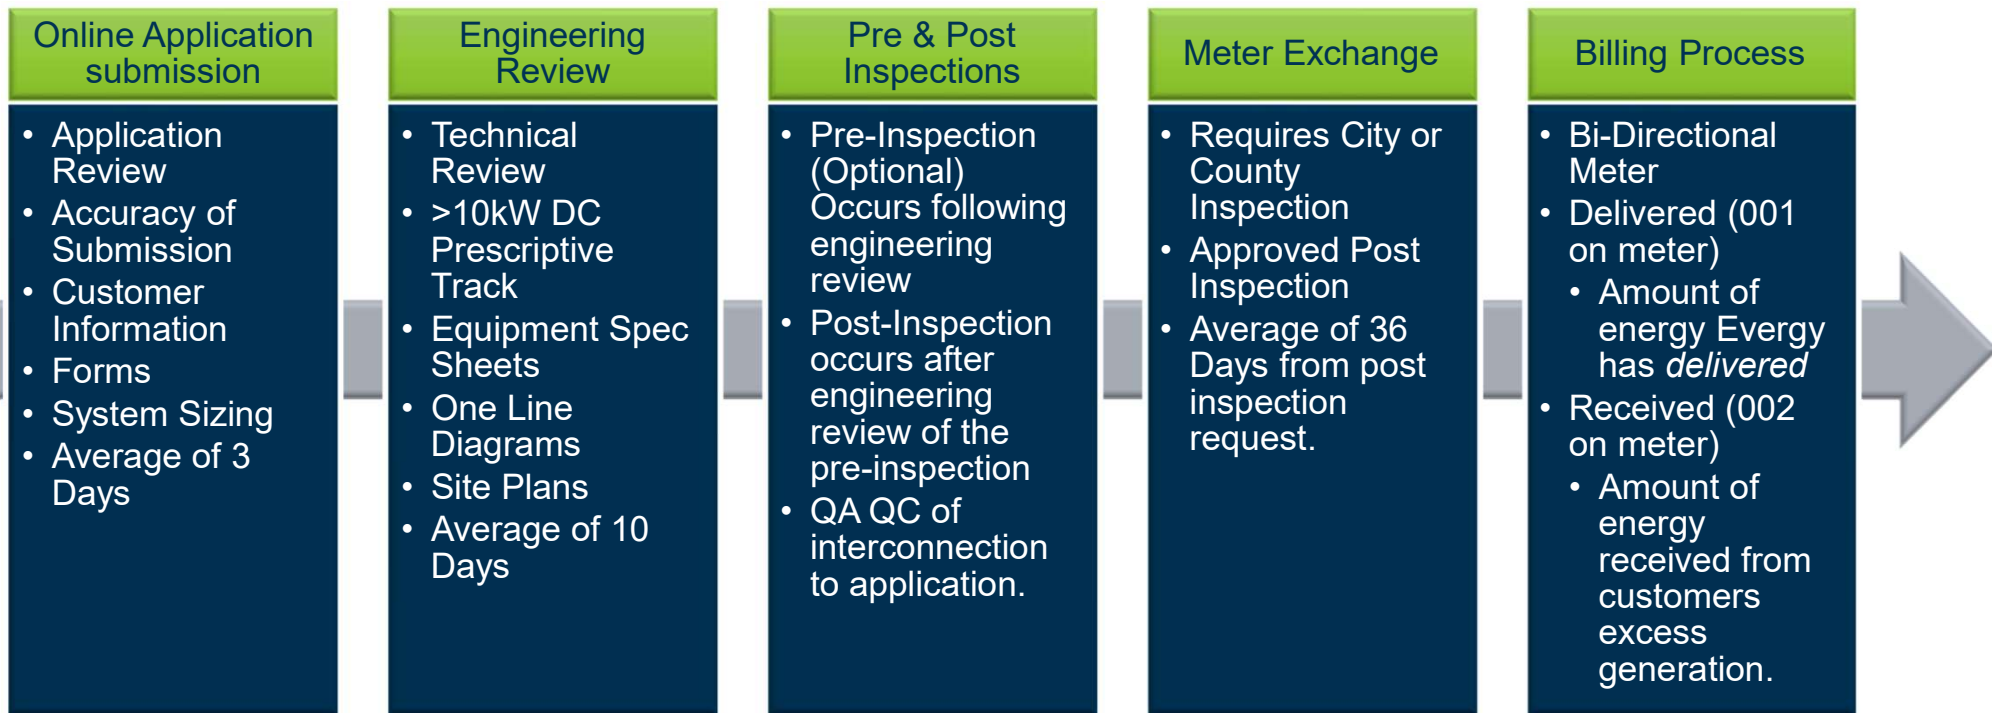 Online Application
submission
• Application
Review
• Accuracy of
Submission
• Customer
Information
• Forms
• System Sizing
• Average of 3
Days
Engineering
Review
• Technical
Review
• >10kW DC
Prescriptive
Track
• Equipment Spec
Sheets
• One Line
Diagrams
• Site Plans
• Average of 10
Days
Pre & Post
Inspections
• Pre-Inspection
(Optional)
Occurs following
engineering
review
• Post-Inspection
occurs after
engineering
review of the
pre-inspection
• QA QC of
interconnection
to application.
Meter Exchange
• Requires City or
County
Inspection
• Approved Post
Inspection
• Average of 36
Days from post
inspection
request.
Billing Process
• Bi-Directional
Meter
• Delivered (001
on meter)
• Amount of
energy Evergy
has delivered
• Received (002
on meter)
• Amount of
energy
received from
customers
excess
generation.